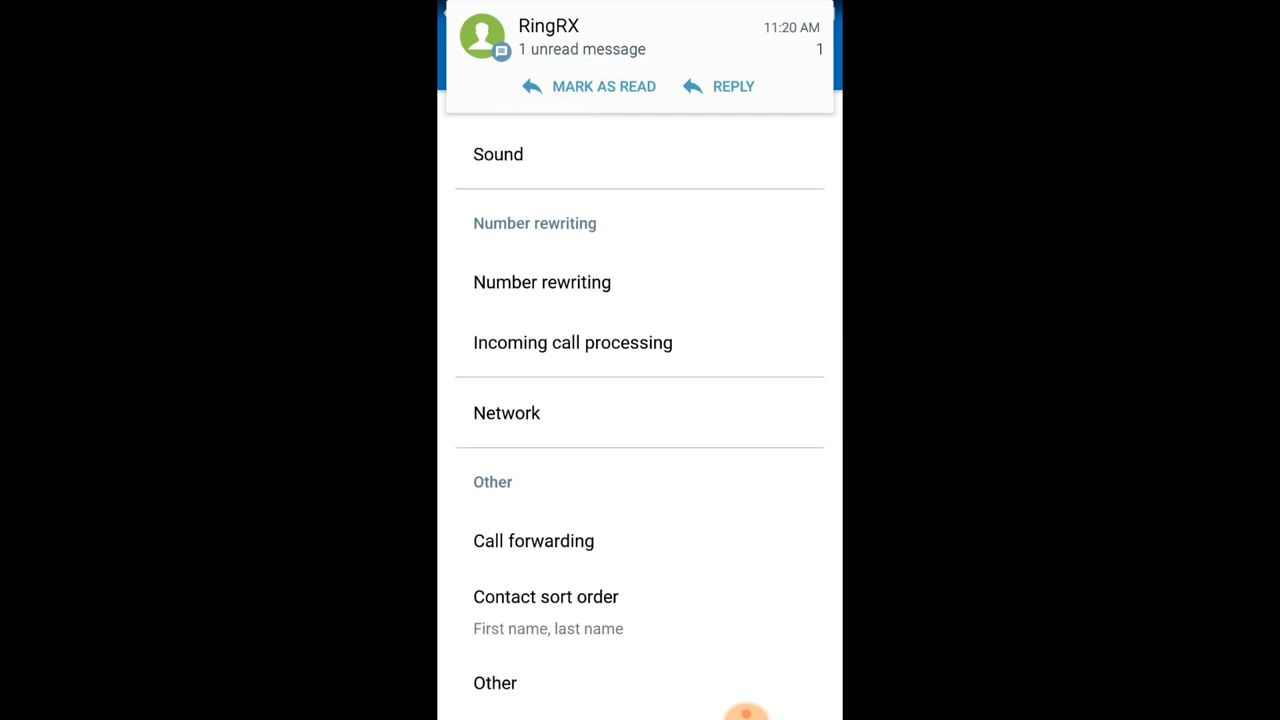 RingRX
11:20 AM
1 unread message
1
MARK AS READ
REPLY
Sound
Number rewriting
Number rewriting
Incoming call processing
Network
Other
Call forwarding
Contact sort order
First name, last name
Other